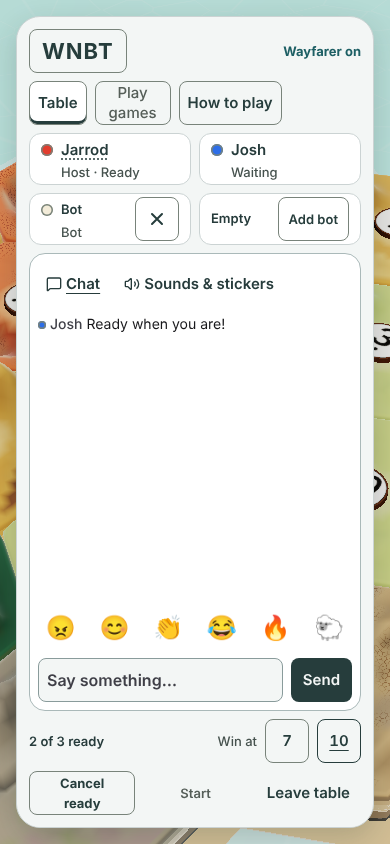 WNBT
Wayfarer on
Table
Play
games
How to play
Jarrod
Host · Ready
Josh
Waiting
Bot
Bot
Empty
Add bot
Chat
Sounds & stickers
Josh Ready when you are!
Say something...
Send
2 of 3 ready
Win at
7
10
Cancel
ready
Start
Leave table